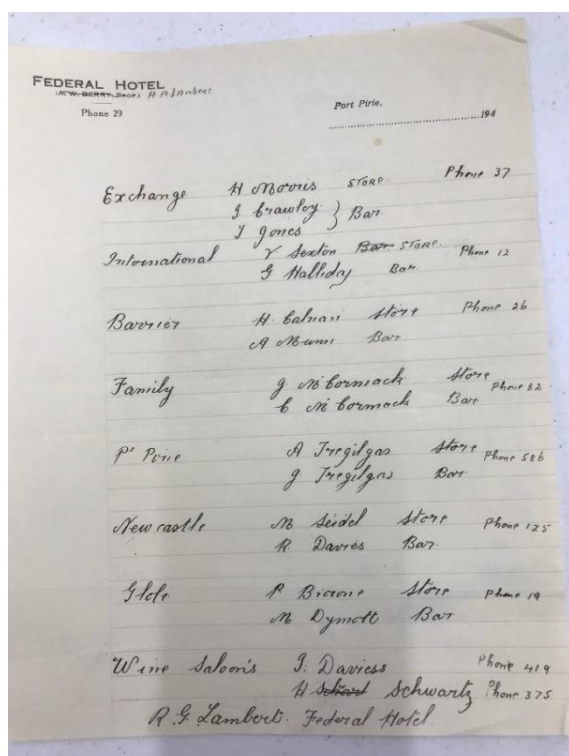 FEDERAL HOTEL
(M.W. BERRY, PROP.) R. G. Lambert
Phone 29
Port Pirie,
194
Exchange H Morris STORE Phone 37
J Crawley } Bar
J Jones
International V Sexton Bar STORE Phone 12
G Halliday Bar
Barrier H. Calnan Store Phone 26
A Munn Bar
Family J McCormack Store Phone 82
C McCormack Bar
Pt Pirie A Tregilgas Store Phone 586
J Tregilgas Bar
Newcastle M Seidel Store Phone 125
R. Davies Bar
Globe P Browne Store Phone 19
M Dymott Bar
Wine Saloon's J. Daviess Phone 419
H Schwartz Phone 375
R. G. Lambert. Federal Hotel